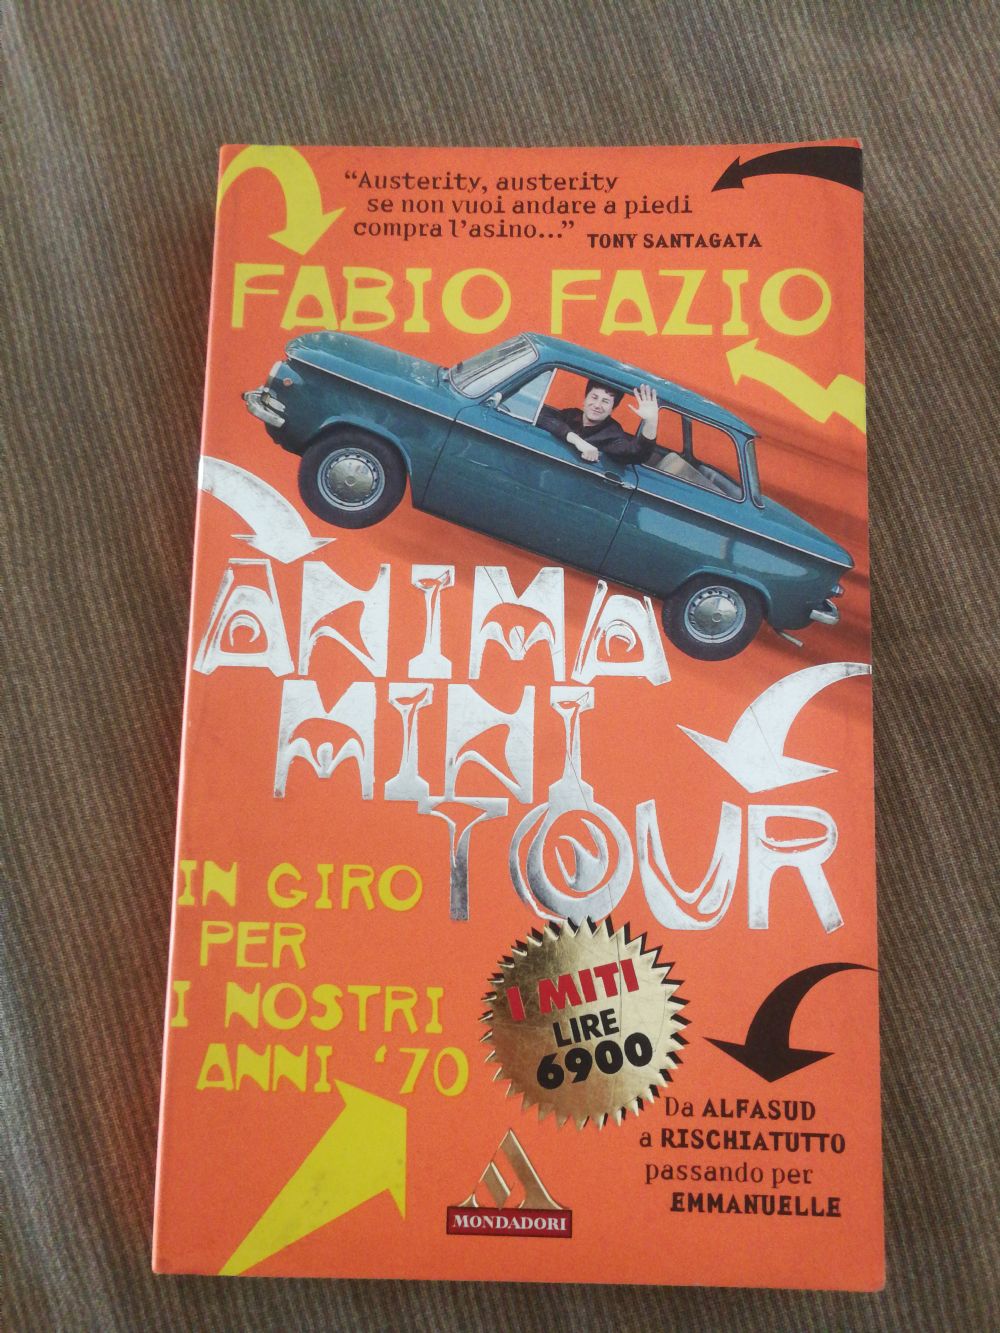 “Austerity, austerity
se non vuoi andare a piedi
compra l’asino...” TONY SANTAGATA
FABIO FAZIO
ANIMA
MINI
TOUR
IN GIRO
PER
I NOSTRI
ANNI ‘70
I MITI
LIRE
6900
Da ALFASUD
a RISCHIATUTTO
passando per
EMMANUELLE
MONDADORI